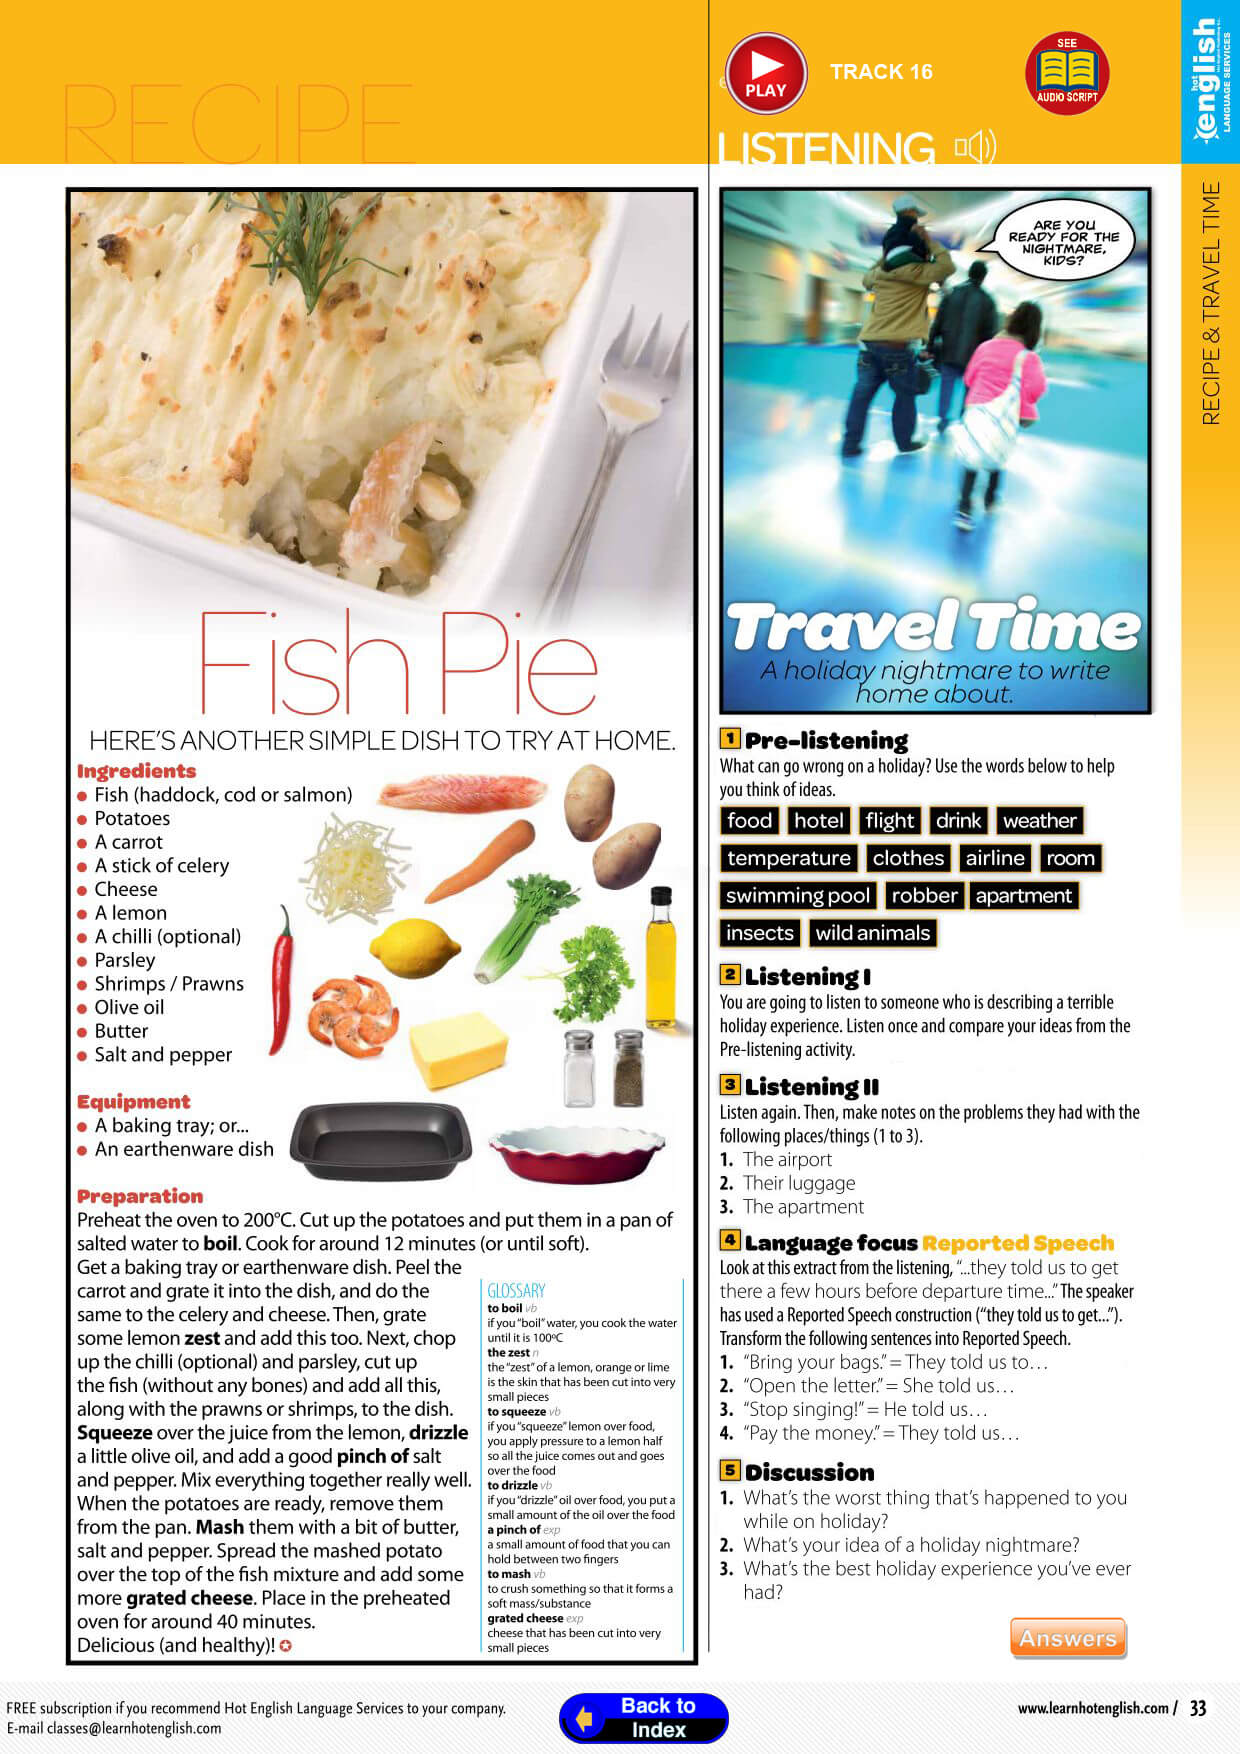 RECIPE
PLAY
TRACK 16
SEE
AUDIO SCRIPT
LISTENING
hot
english
LANGUAGE SERVICES
RECIPE & TRAVEL TIME
Fish Pie
HERE'S ANOTHER SIMPLE DISH TO TRY AT HOME.
Ingredients
Fish (haddock, cod or salmon)
Potatoes
A carrot
A stick of celery
Cheese
A lemon
A chilli (optional)
Parsley
Shrimps / Prawns
Olive oil
Butter
Salt and pepper
Equipment
A baking tray; or...
An earthenware dish
Preparation
Preheat the oven to 200°C. Cut up the potatoes and put them in a pan of
salted water to boil. Cook for around 12 minutes (or until soft).
Get a baking tray or earthenware dish. Peel the
carrot and grate it into the dish, and do the
same to the celery and cheese. Then, grate
some lemon zest and add this too. Next, chop
up the chilli (optional) and parsley, cut up
the fish (without any bones) and add all this,
along with the prawns or shrimps, to the dish.
Squeeze over the juice from the lemon, drizzle
a little olive oil, and add a good pinch of salt
and pepper. Mix everything together really well.
When the potatoes are ready, remove them
from the pan. Mash them with a bit of butter,
salt and pepper. Spread the mashed potato
over the top of the fish mixture and add some
more grated cheese. Place in the preheated
oven for around 40 minutes.
Delicious (and healthy)!
GLOSSARY
to boil vb
if you "boil" water, you cook the water
until it is 100ºC
the zest n
the "zest" of a lemon, orange or lime
is the skin that has been cut into very
small pieces
to squeeze vb
if you "squeeze" lemon over food,
you apply pressure to a lemon half
so all the juice comes out and goes
over the food
to drizzle vb
if you "drizzle" oil over food, you put a
small amount of the oil over the food
a pinch of exp
a small amount of food that you can
hold between two fingers
to mash vb
to crush something so that it forms a
soft mass/substance
grated cheese exp
cheese that has been cut into very
small pieces
ARE YOU
READY FOR THE
NIGHTMARE,
KIDS?
Travel Time
A holiday nightmare to write
home about.
1 Pre-listening
What can go wrong on a holiday? Use the words below to help
you think of ideas.
food hotel flight drink weather
temperature clothes airline room
swimming pool robber apartment
insects wild animals
2 Listening I
You are going to listen to someone who is describing a terrible
holiday experience. Listen once and compare your ideas from the
Pre-listening activity.
3 Listening II
Listen again. Then, make notes on the problems they had with the
following places/things (1 to 3).
1. The airport
2. Their luggage
3. The apartment
4 Language focus Reported Speech
Look at this extract from the listening, "...they told us to get
there a few hours before departure time..." The speaker
has used a Reported Speech construction ("they told us to get...").
Transform the following sentences into Reported Speech.
1. "Bring your bags." = They told us to…
2. "Open the letter." = She told us…
3. "Stop singing!" = He told us…
4. "Pay the money." = They told us…
5 Discussion
1. What's the worst thing that's happened to you
while on holiday?
2. What's your idea of a holiday nightmare?
3. What's the best holiday experience you've ever
had?
Answers
FREE subscription if you recommend Hot English Language Services to your company.
E-mail classes@learnhotenglish.com
Back to
Index
www.learnhotenglish.com / 33